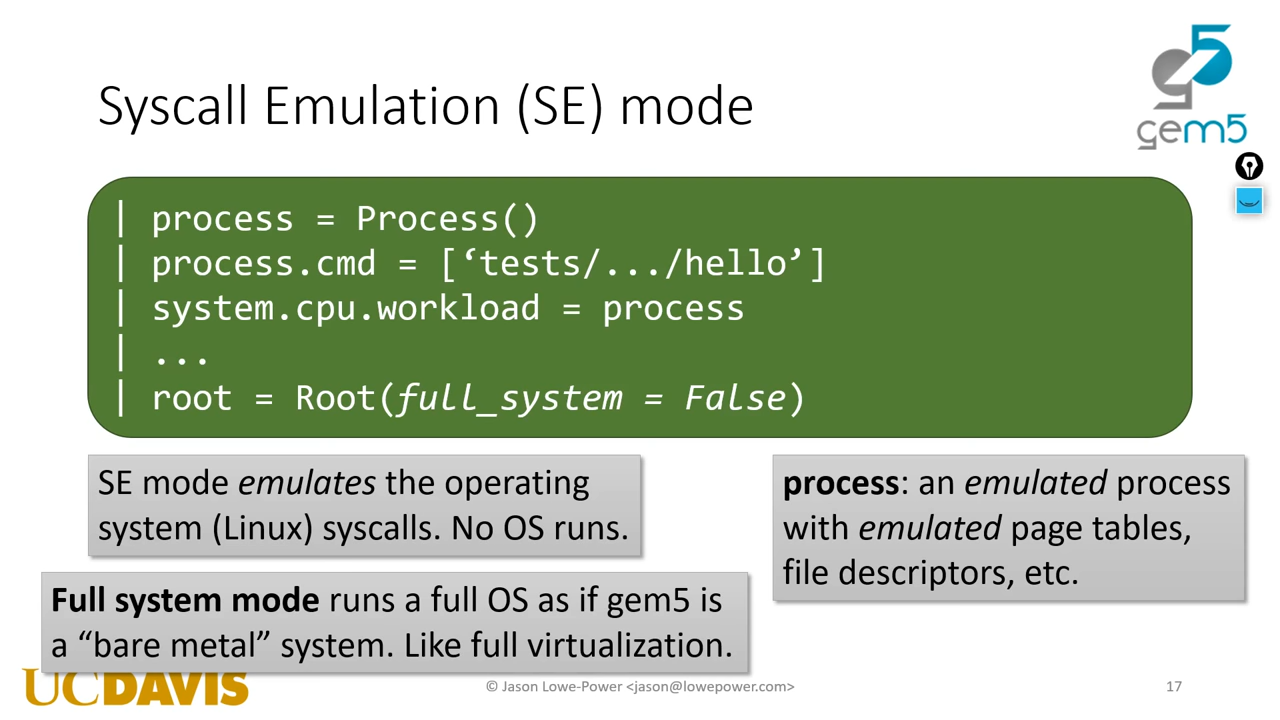 Syscall Emulation (SE) mode
gem5
| process = Process()
| process.cmd = [‘tests/.../hello’]
| system.cpu.workload = process
| ...
| root = Root(full_system = False)
SE mode emulates the operating
system (Linux) syscalls. No OS runs.
process: an emulated process
with emulated page tables,
file descriptors, etc.
Full system mode runs a full OS as if gem5 is
a “bare metal” system. Like full virtualization.
UCDAVIS
© Jason Lowe-Power <jason@lowepower.com>
17